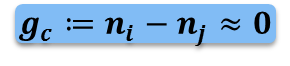 g_c ≔ n_i − n_j ≈ 0